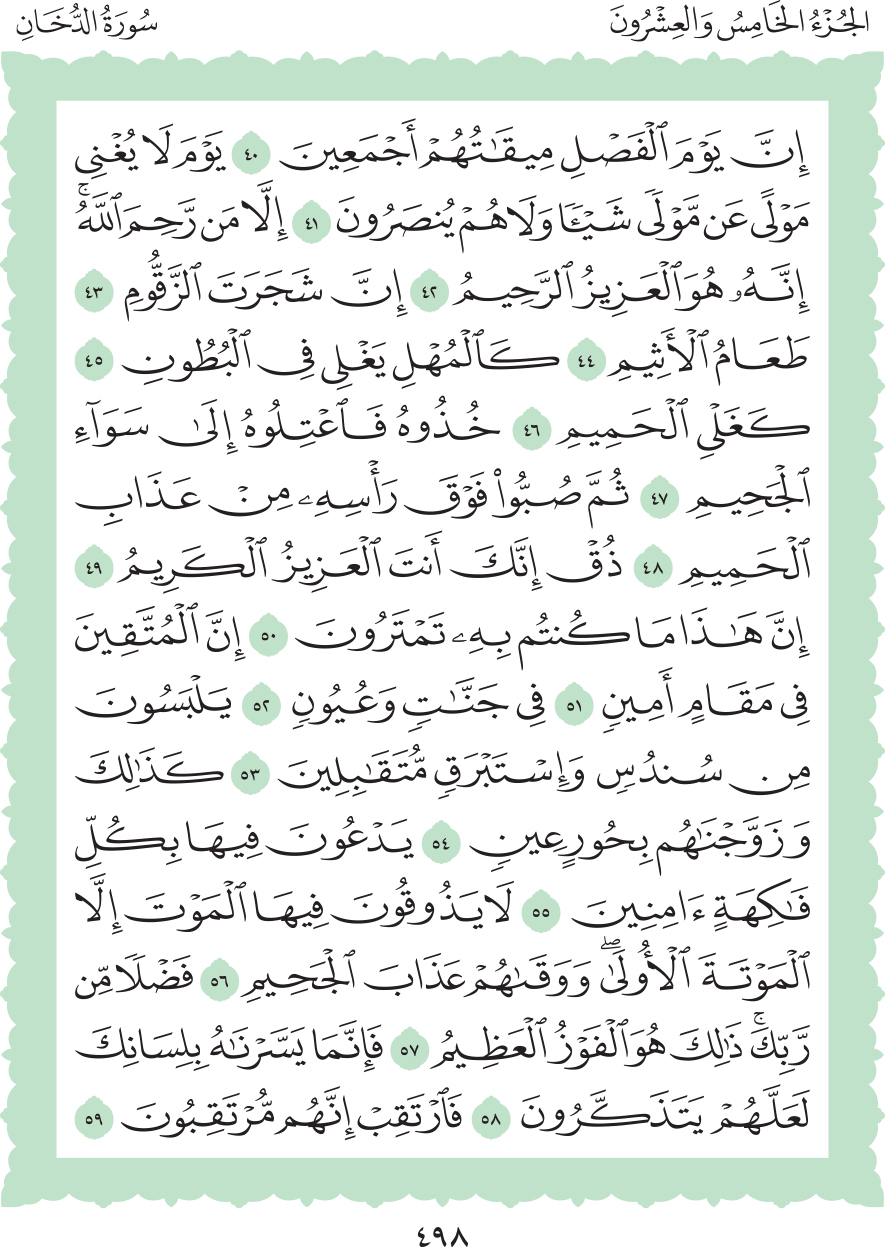 الجُزْءُ الخَامِسُ وَالعِشْرُونَ
سُورَةُ الدُّخَانِ
إِنَّ يَوْمَ ٱلْفَصْلِ مِيقَٰتُهُمْ أَجْمَعِينَ ٤٠ يَوْمَ لَا يُغْنِى
مَوْلًى عَن مَّوْلًى شَيْـًٔا وَلَا هُمْ يُنصَرُونَ ٤١ إِلَّا مَن رَّحِمَ ٱللَّهُۚ
إِنَّهُۥ هُوَ ٱلْعَزِيزُ ٱلرَّحِيمُ ٤٢ إِنَّ شَجَرَتَ ٱلزَّقُّومِ ٤٣
طَعَامُ ٱلْأَثِيمِ ٤٤ كَٱلْمُهْلِ يَغْلِى فِى ٱلْبُطُونِ ٤٥
كَغَلْىِ ٱلْحَمِيمِ ٤٦ خُذُوهُ فَٱعْتِلُوهُ إِلَىٰ سَوَآءِ
ٱلْجَحِيمِ ٤٧ ثُمَّ صُبُّوا۟ فَوْقَ رَأْسِهِۦ مِنْ عَذَابِ
ٱلْحَمِيمِ ٤٨ ذُقْ إِنَّكَ أَنتَ ٱلْعَزِيزُ ٱلْكَرِيمُ ٤٩
إِنَّ هَٰذَا مَا كُنتُم بِهِۦ تَمْتَرُونَ ٥٠ إِنَّ ٱلْمُتَّقِينَ
فِى مَقَامٍ أَمِينٍ ٥١ فِى جَنَّٰتٍ وَعُيُونٍ ٥٢ يَلْبَسُونَ
مِن سُندُسٍ وَإِسْتَبْرَقٍ مُّتَقَٰبِلِينَ ٥٣ كَذَٰلِكَ
وَزَوَّجْنَٰهُم بِحُورٍ عِينٍ ٥٤ يَدْعُونَ فِيهَا بِكُلِّ
فَٰكِهَةٍ ءَامِنِينَ ٥٥ لَا يَذُوقُونَ فِيهَا ٱلْمَوْتَ إِلَّا
ٱلْمَوْتَةَ ٱلْأُولَىٰۖ وَوَقَىٰهُمْ عَذَابَ ٱلْجَحِيمِ ٥٦ فَضْلًا مِّن
رَّبِّكَۚ ذَٰلِكَ هُوَ ٱلْفَوْزُ ٱلْعَظِيمُ ٥٧ فَإِنَّمَا يَسَّرْنَٰهُ بِلِسَانِكَ
لَعَلَّهُمْ يَتَذَكَّرُونَ ٥٨ فَٱرْتَقِبْ إِنَّهُم مُّرْتَقِبُونَ ٥٩
٤٩٨